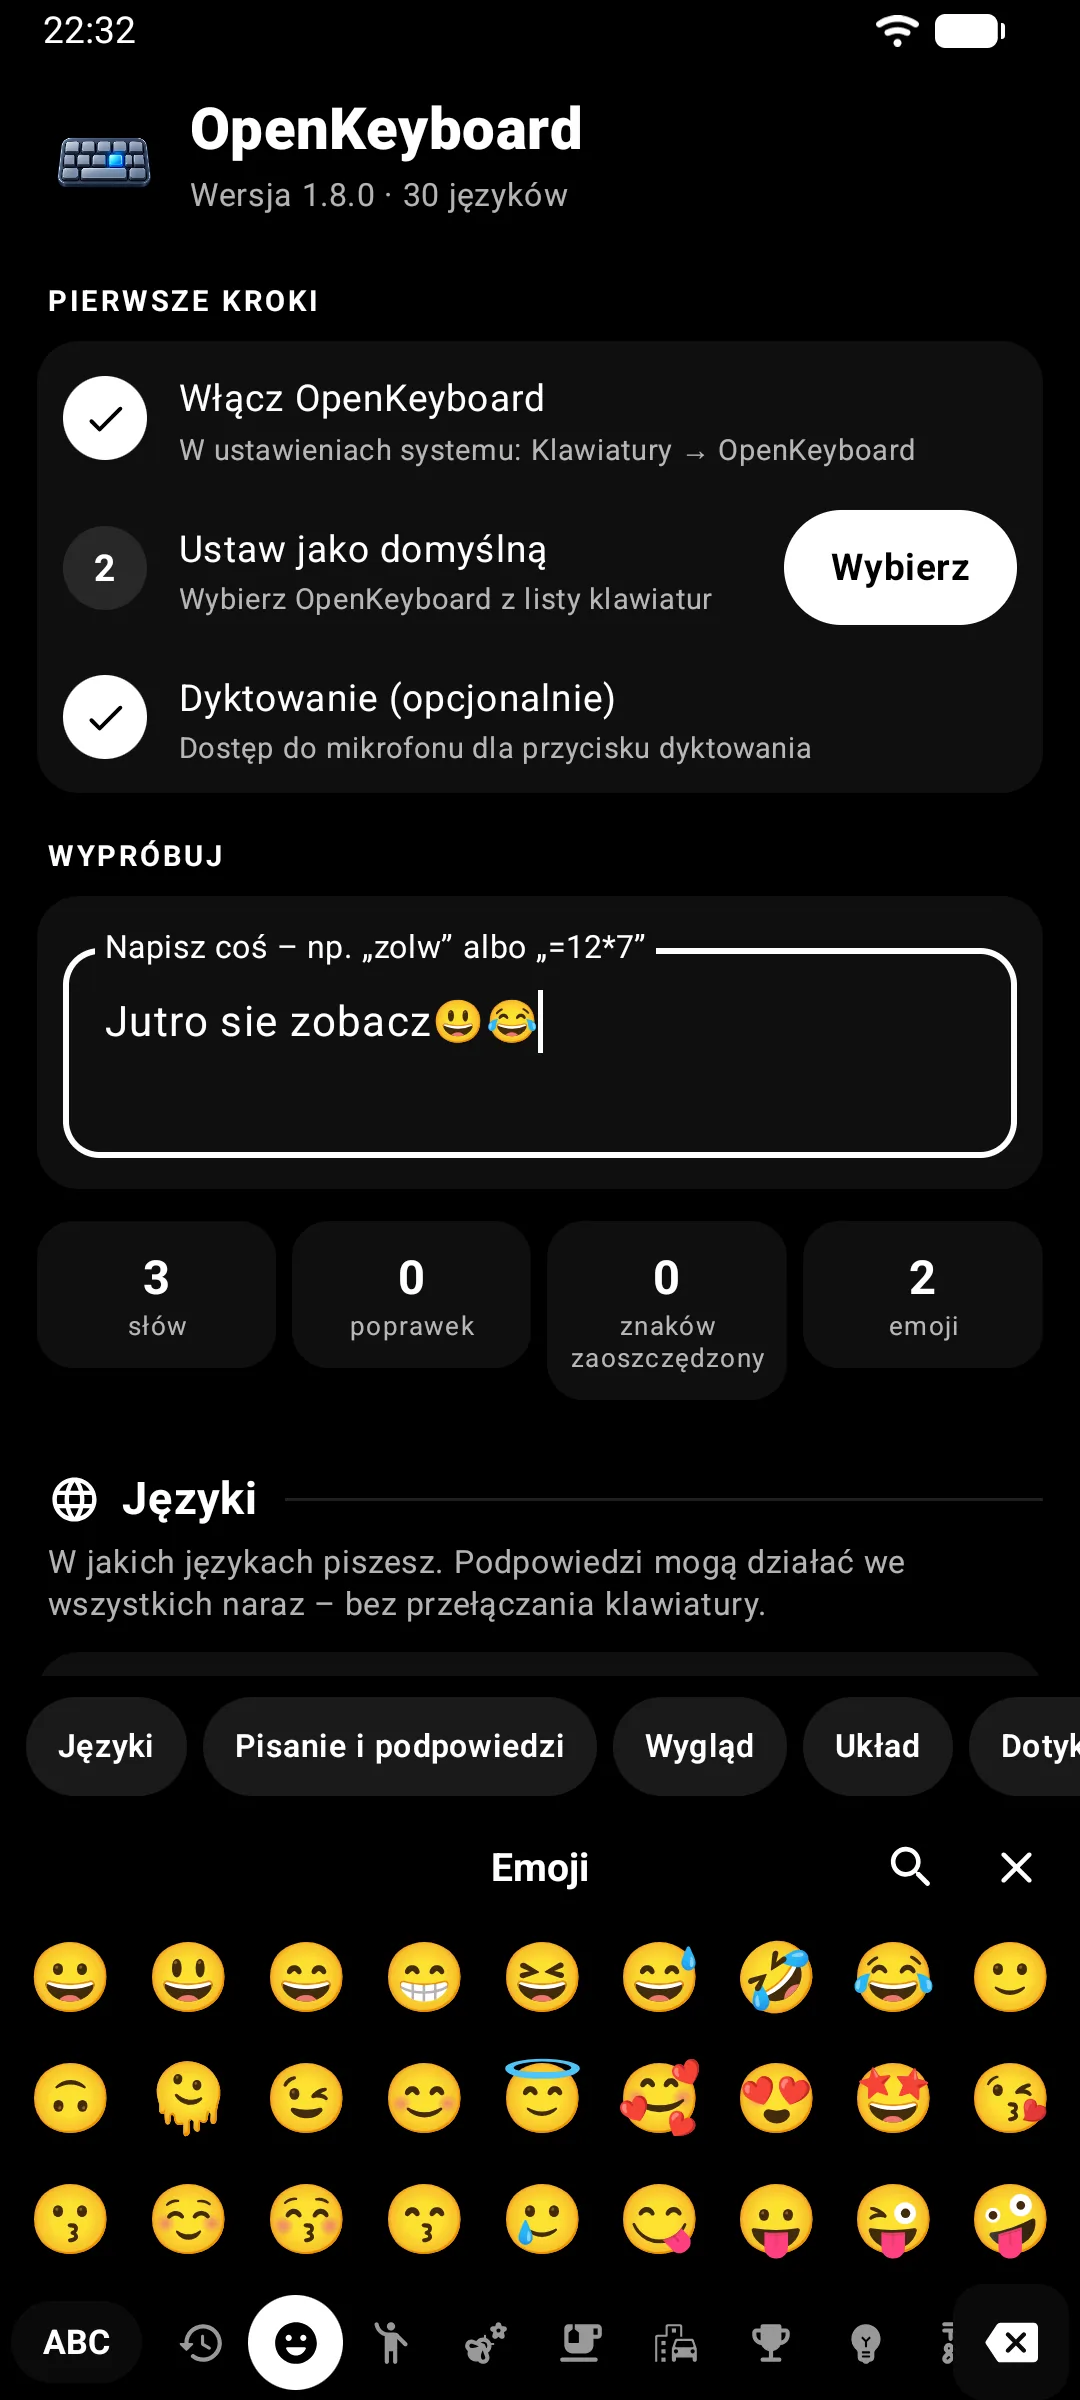 22:32
OpenKeyboard
Wersja 1.8.0 · 30 języków
PIERWSZE KROKI
Włącz OpenKeyboard
W ustawieniach systemu: Klawiatury → OpenKeyboard
2
Ustaw jako domyślną
Wybierz OpenKeyboard z listy klawiatur
Wybierz
Dyktowanie (opcjonalnie)
Dostęp do mikrofonu dla przycisku dyktowania
WYPRÓBUJ
Napisz coś – np. „zolw” albo „=12*7”
Jutro sie zobacz😃😂
3
słów
0
poprawek
0
znaków
zaoszczędzony
2
emoji
Języki
W jakich językach piszesz. Podpowiedzi mogą działać we
wszystkich naraz – bez przełączania klawiatury.
Języki
Pisanie i podpowiedzi
Wygląd
Układ
Dotyk
Emoji
ABC